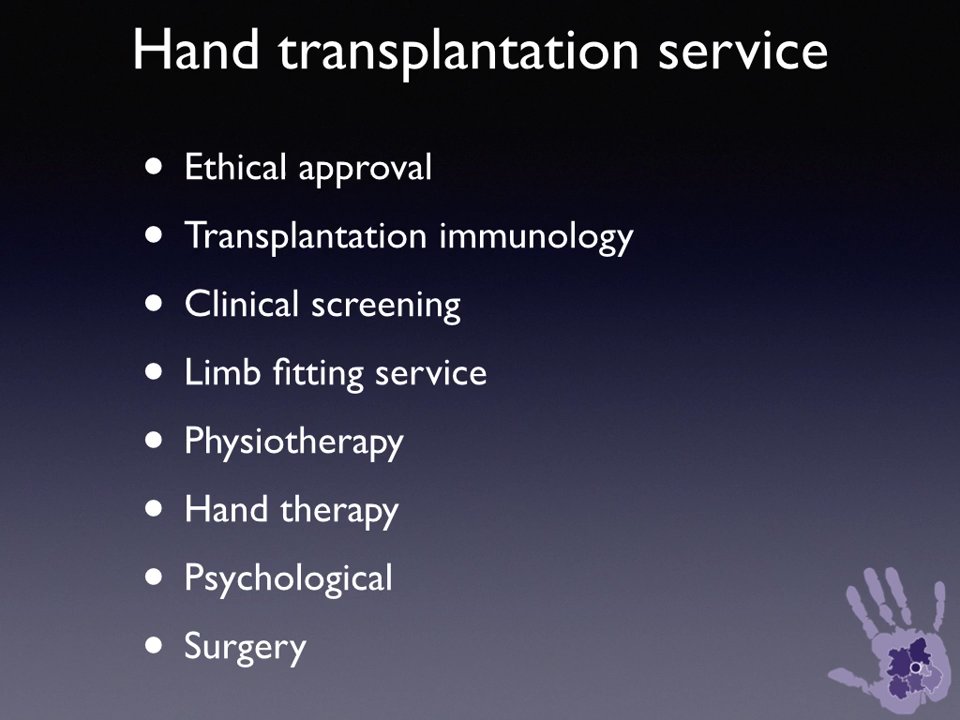 Hand transplantation service
• Ethical approval
• Transplantation immunology
• Clinical screening
• Limb fitting service
• Physiotherapy
• Hand therapy
• Psychological
• Surgery